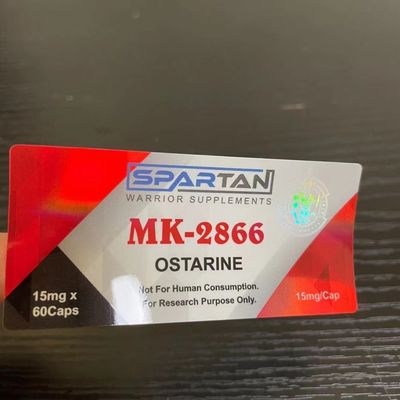 SPARTAN
WARRIOR SUPPLEMENTS
MK-2866
OSTARINE
Not For Human Consumption.
For Research Purpose Only.
15mg x
60Caps
15mg/Cap